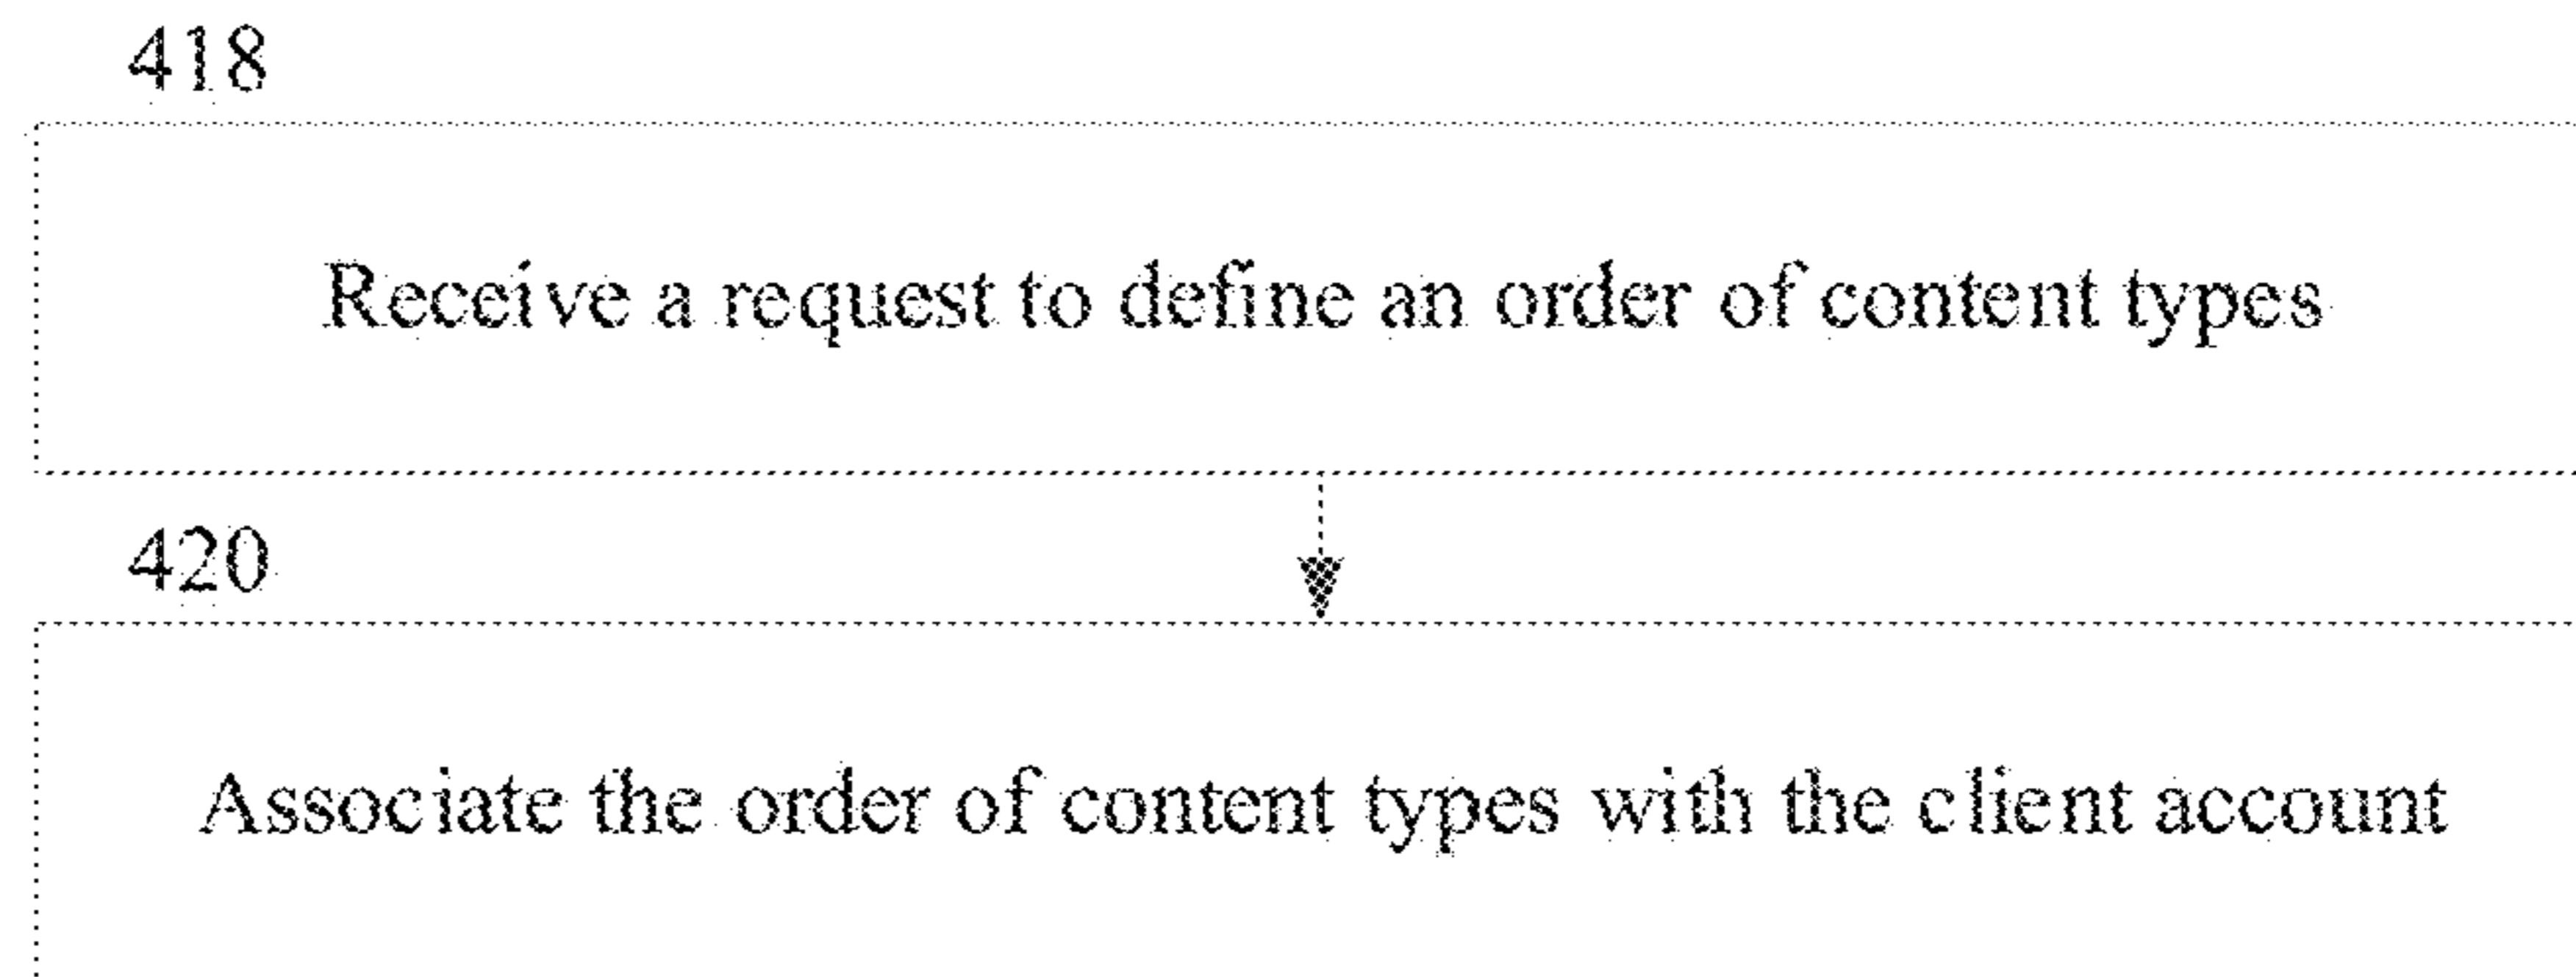 418
Receive a request to define an order of content types
420
Associate the order of content types with the client account